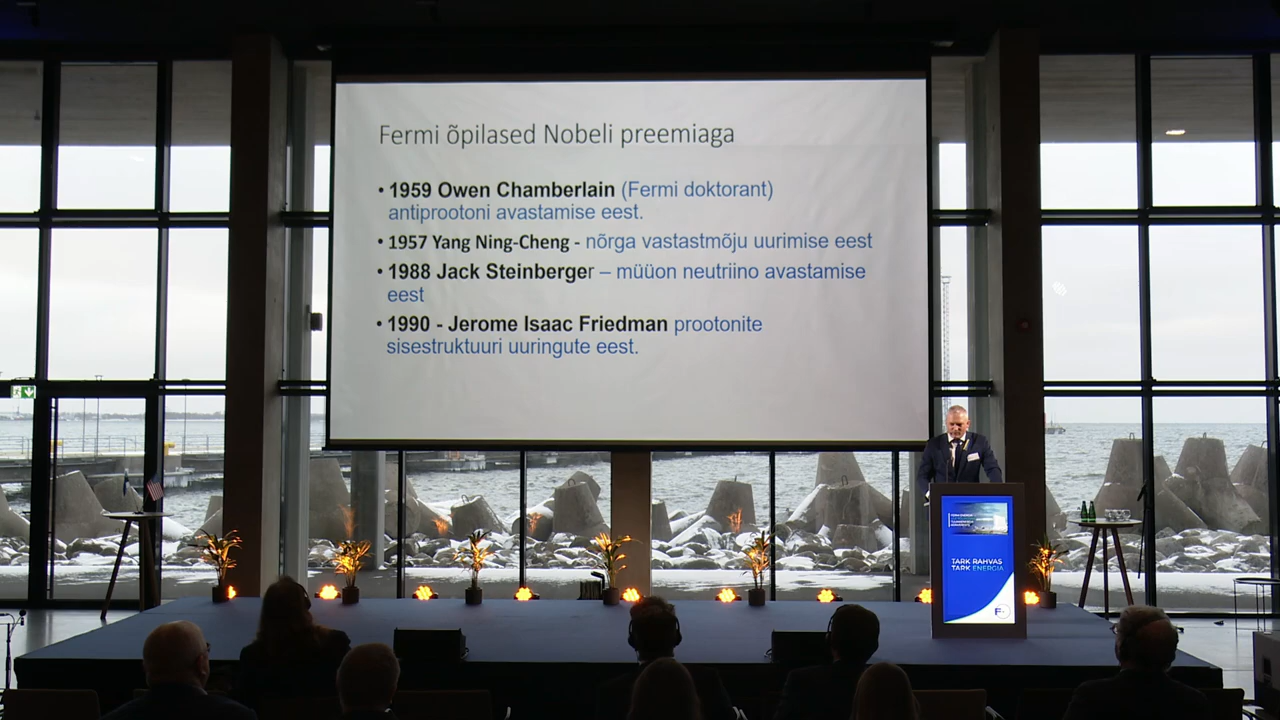 Fermi õpilased Nobeli preemiaga
• 1959 Owen Chamberlain (Fermi doktorant)
antiprootoni avastamise eest.
• 1957 Yang Ning-Cheng - nõrga vastastmõju uurimise eest
• 1988 Jack Steinberger – müüon neutriino avastamise
eest
• 1990 - Jerome Isaac Friedman prootonite
sisestruktuuri uuringute eest.
TARK RAHVAS
TARK ENERGIA
F